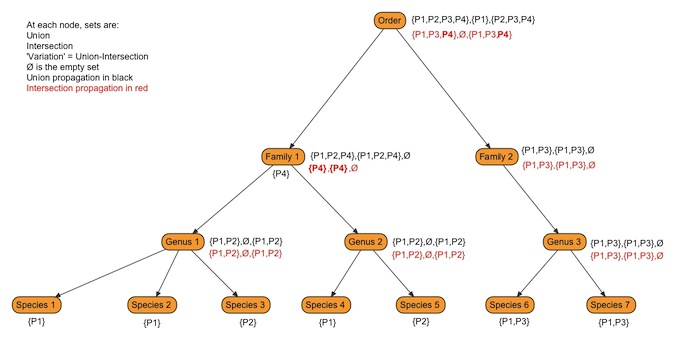 At each node, sets are:
Union
Intersection
'Variation' = Union-Intersection
Ø is the empty set
Union propagation in black
Intersection propagation in red
Order
{P1,P2,P3,P4},{P1},{P2,P3,P4}
{P1,P3,P4},Ø,{P1,P3,P4}
Family 1
{P1,P2,P4},{P1,P2,P4},Ø
{P4},{P4},Ø
{P4}
Family 2
{P1,P3},{P1,P3},Ø
{P1,P3},{P1,P3},Ø
Genus 1
{P1,P2},Ø,{P1,P2}
{P1,P2},Ø,{P1,P2}
Genus 2
{P1,P2},Ø,{P1,P2}
{P1,P2},Ø,{P1,P2}
Genus 3
{P1,P3},{P1,P3},Ø
{P1,P3},{P1,P3},Ø
Species 1
{P1}
Species 2
{P1}
Species 3
{P2}
Species 4
{P1}
Species 5
{P2}
Species 6
{P1,P3}
Species 7
{P1,P3}